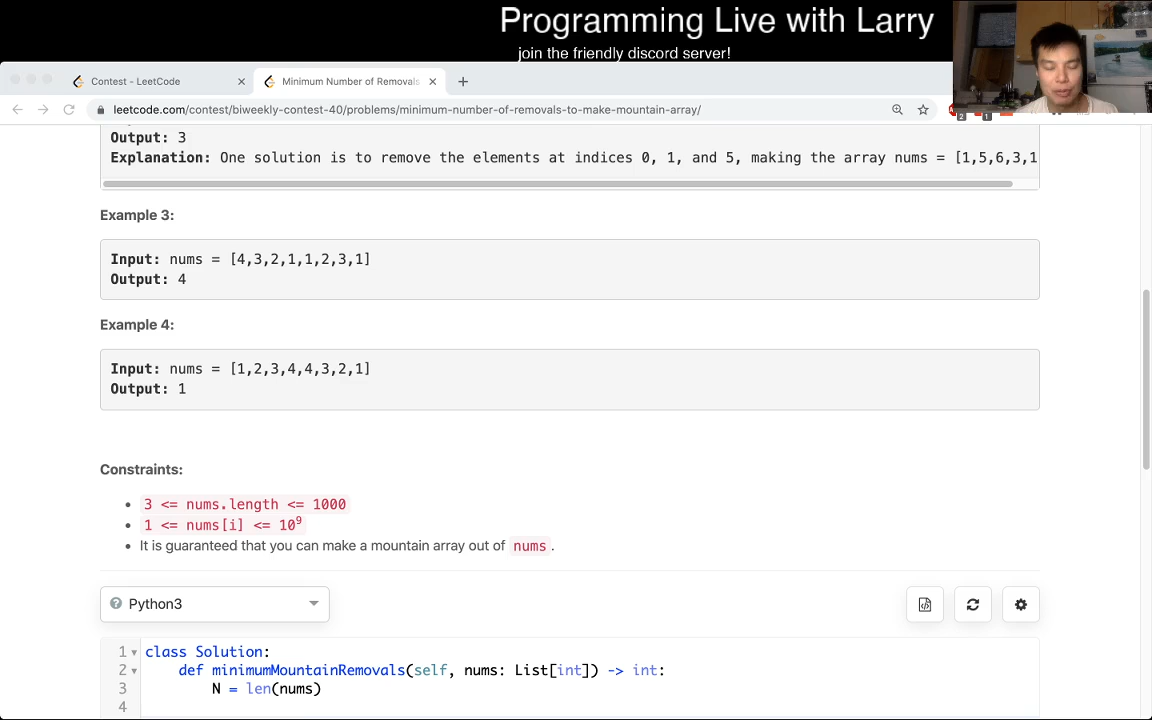 Programming Live with Larry
join the friendly discord server!
Contest - LeetCode
Minimum Number of Removals
leetcode.com/contest/biweekly-contest-40/problems/minimum-number-of-removals-to-make-mountain-array/
2
1
Output: 3
Explanation: One solution is to remove the elements at indices 0, 1, and 5, making the array nums = [1,5,6,3,1
Example 3:
Input: nums = [4,3,2,1,1,2,3,1]
Output: 4
Example 4:
Input: nums = [1,2,3,4,4,3,2,1]
Output: 1
Constraints:
3 <= nums.length <= 1000
1 <= nums[i] <= 10⁹
It is guaranteed that you can make a mountain array out of nums.
Python3
1 class Solution:
2 def minimumMountainRemovals(self, nums: List[int]) -> int:
3 N = len(nums)
4